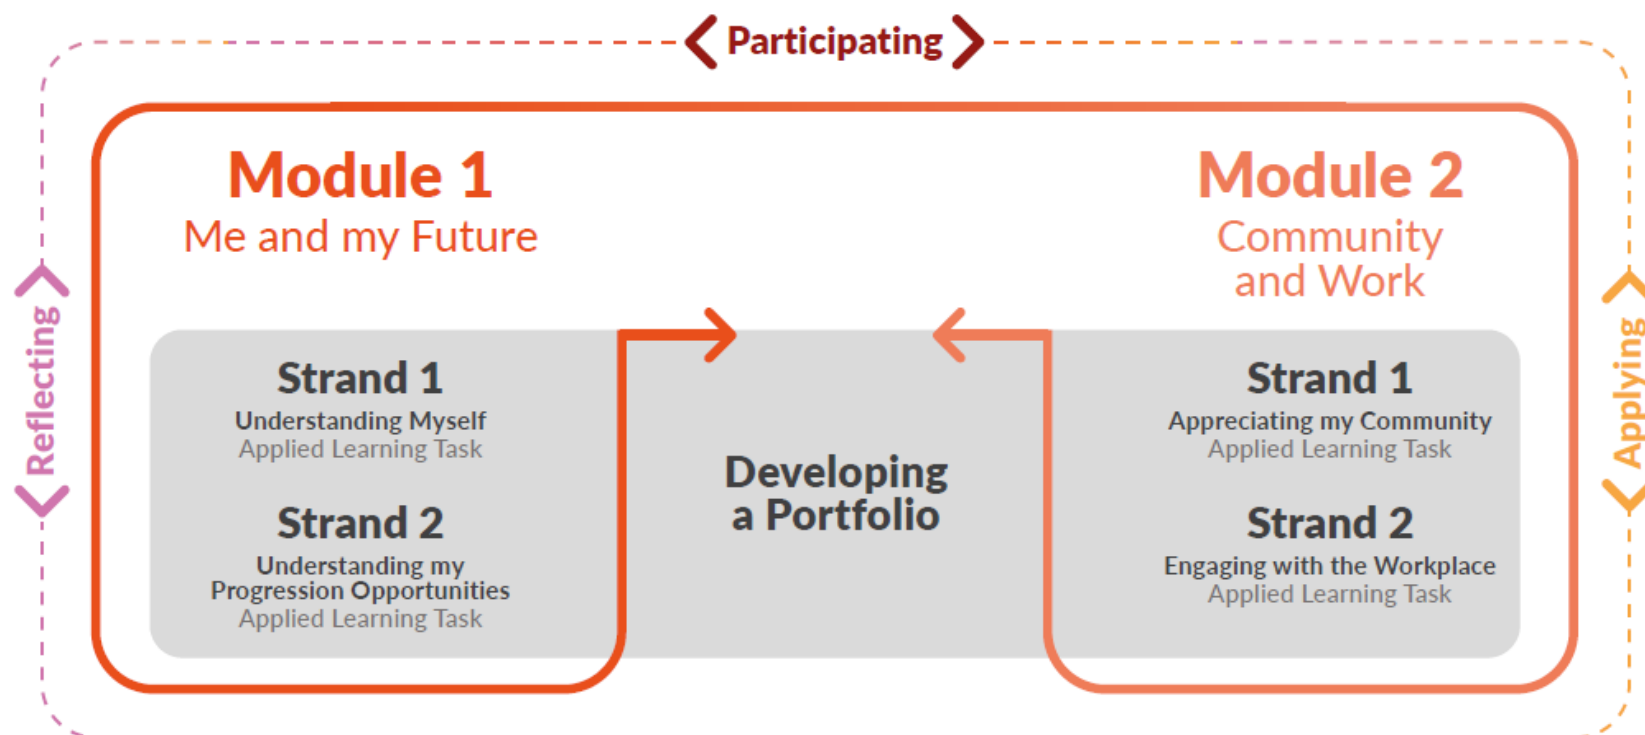 Participating
Module 1
Me and my Future
Module 2
Community
and Work
Reflecting
Applying
Strand 1
Understanding Myself
Applied Learning Task
Strand 2
Understanding my
Progression Opportunities
Applied Learning Task
Developing
a Portfolio
Strand 1
Appreciating my Community
Applied Learning Task
Strand 2
Engaging with the Workplace
Applied Learning Task